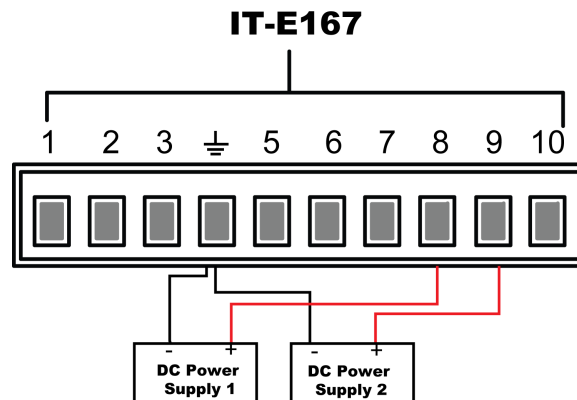 IT-E167
1 2 3 5 6 7 8 9 10
- + - +
DC Power DC Power
Supply 1 Supply 2